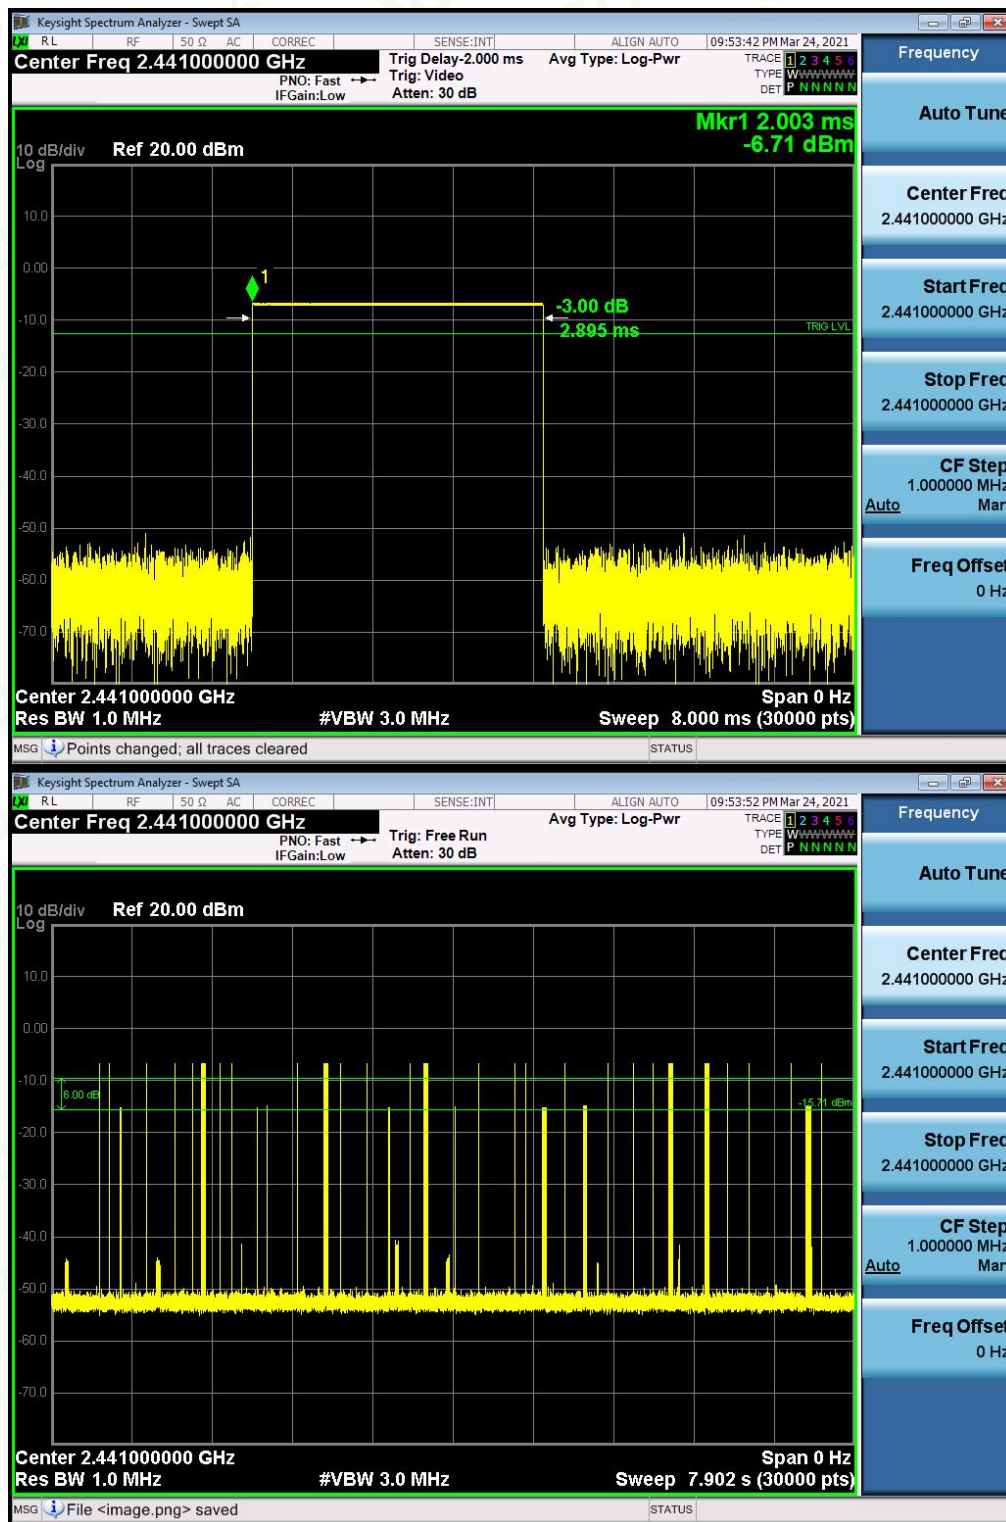 Keysight Spectrum Analyzer - Swept SA
LXI RL RF 50 Ω AC CORREC SENSE:INT ALIGN AUTO 09:53:42 PM Mar 24, 2021
Center Freq 2.441000000 GHz Trig Delay-2.000 ms Avg Type: Log-Pwr TRACE 1 2 3 4 5 6
PNO: Fast Trig: Video TYPE WWWWWW
IFGain:Low Atten: 30 dB DET P N N N N N
Mkr1 2.003 ms
-6.71 dBm
10 dB/div Ref 20.00 dBm
Log
10.0
0.00
1
-3.00 dB
-10.0
2.895 ms
TRIG LVL
-20.0
-30.0
-40.0
-50.0
-60.0
-70.0
Center 2.441000000 GHz Span 0 Hz
Res BW 1.0 MHz #VBW 3.0 MHz Sweep 8.000 ms (30000 pts)
MSG Points changed; all traces cleared STATUS
Frequency
Auto Tune
Center Freq
2.441000000 GHz
Start Freq
2.441000000 GHz
Stop Freq
2.441000000 GHz
CF Step
1.000000 MHz
Auto Man
Freq Offset
0 Hz
Keysight Spectrum Analyzer - Swept SA
LXI RL RF 50 Ω AC CORREC SENSE:INT ALIGN AUTO 09:53:52 PM Mar 24, 2021
Center Freq 2.441000000 GHz Avg Type: Log-Pwr TRACE 1 2 3 4 5 6
PNO: Fast Trig: Free Run TYPE WWWWWW
IFGain:Low Atten: 30 dB DET P N N N N N
10 dB/div Ref 20.00 dBm
Log
10.0
0.00
-10.0
6.00 dB
-15.71 dBm
-20.0
-30.0
-40.0
-50.0
-60.0
-70.0
Center 2.441000000 GHz Span 0 Hz
Res BW 1.0 MHz #VBW 3.0 MHz Sweep 7.902 s (30000 pts)
MSG File <image.png> saved STATUS
Frequency
Auto Tune
Center Freq
2.441000000 GHz
Start Freq
2.441000000 GHz
Stop Freq
2.441000000 GHz
CF Step
1.000000 MHz
Auto Man
Freq Offset
0 Hz